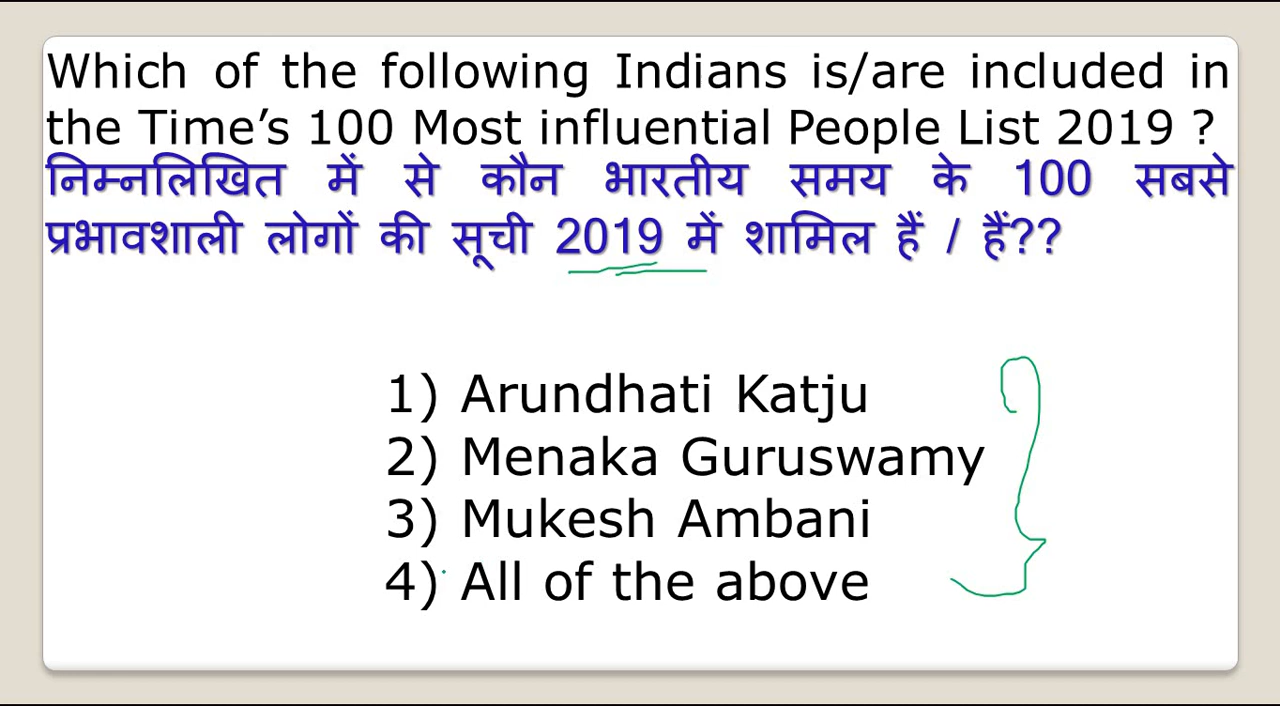 Which of the following Indians is/are included in
the Time's 100 Most influential People List 2019 ?
निम्नलिखित में से कौन भारतीय समय के 100 सबसे
प्रभावशाली लोगों की सूची 2019 में शामिल हैं / हैं??
1) Arundhati Katju
2) Menaka Guruswamy
3) Mukesh Ambani
4) All of the above